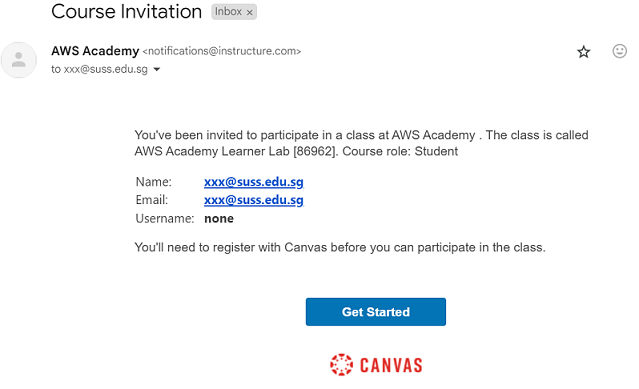 Course Invitation Inbox ×
AWS Academy <notifications@instructure.com>
to xxx@suss.edu.sg
You've been invited to participate in a class at AWS Academy . The class is called
AWS Academy Learner Lab [86962]. Course role: Student
Name: xxx@suss.edu.sg
Email: xxx@suss.edu.sg
Username: none
You'll need to register with Canvas before you can participate in the class.
Get Started
CANVAS